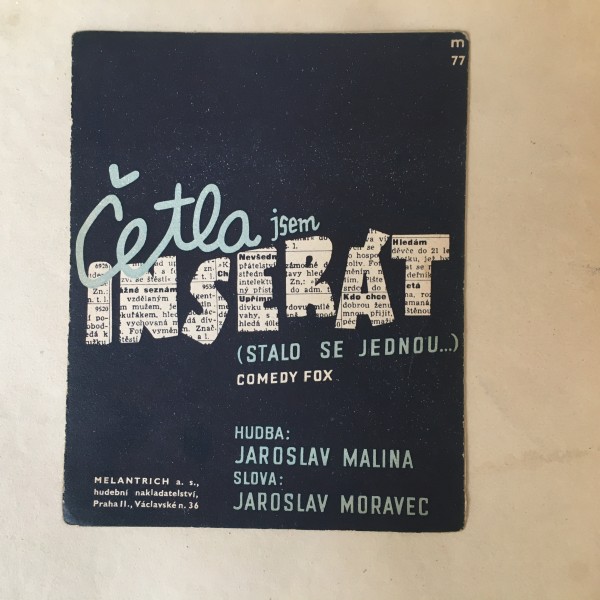 m
77
Četla jsem
INSERÁT
(STALO SE JEDNOU...)
COMEDY FOX
HUDBA:
JAROSLAV MALINA
SLOVA:
JAROSLAV MORAVEC
MELANTRICH a. s.,
hudební nakladatelství,
Praha II., Václavské n. 36